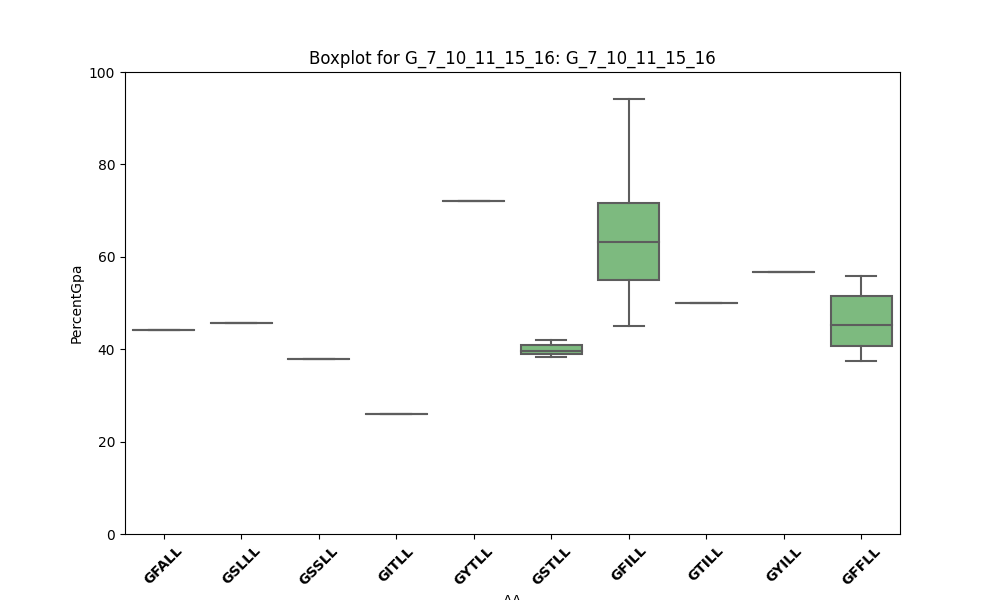 Boxplot for G_7_10_11_15_16: G_7_10_11_15_16
100
80
60
40
20
0
PercentGpa
GFALL
GSLLL
GSSLL
GITLL
GYTLL
GSTLL
GFILL
GTILL
GYILL
GFFLL
AA